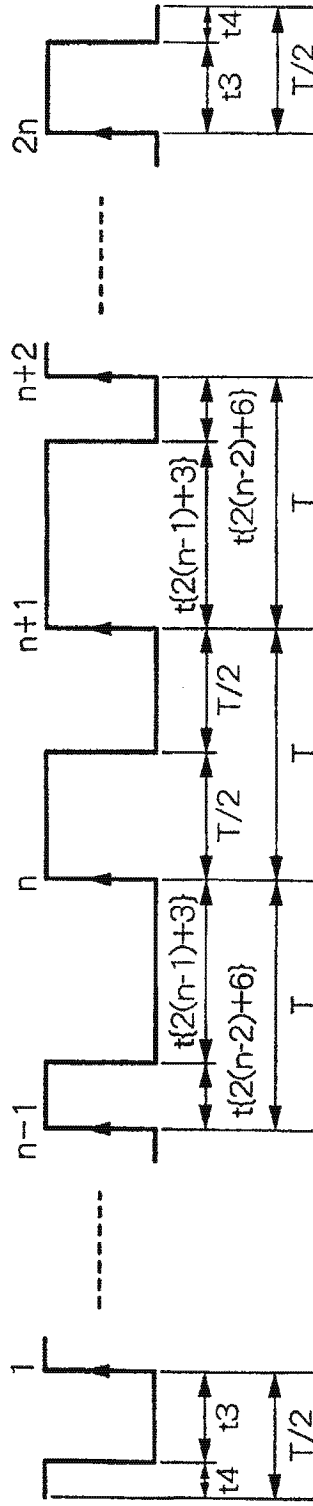 1
n-1
n
n+1
n+2
2n
t4
t3
t{2(n-2)+6}
t{2(n-1)+3}
T/2
T/2
t{2(n-1)+3}
t{2(n-2)+6}
t3
t4
T/2
T
T
T
T/2